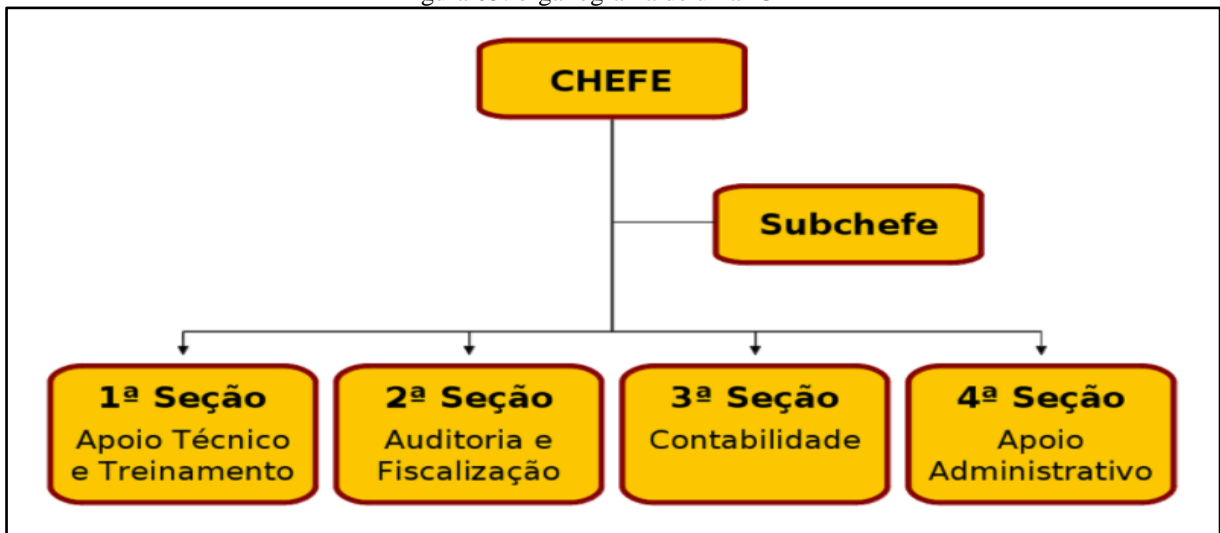 CHEFE
Subchefe
1ª Seção
Apoio Técnico
e Treinamento
2ª Seção
Auditoria e
Fiscalização
3ª Seção
Contabilidade
4ª Seção
Apoio
Administrativo